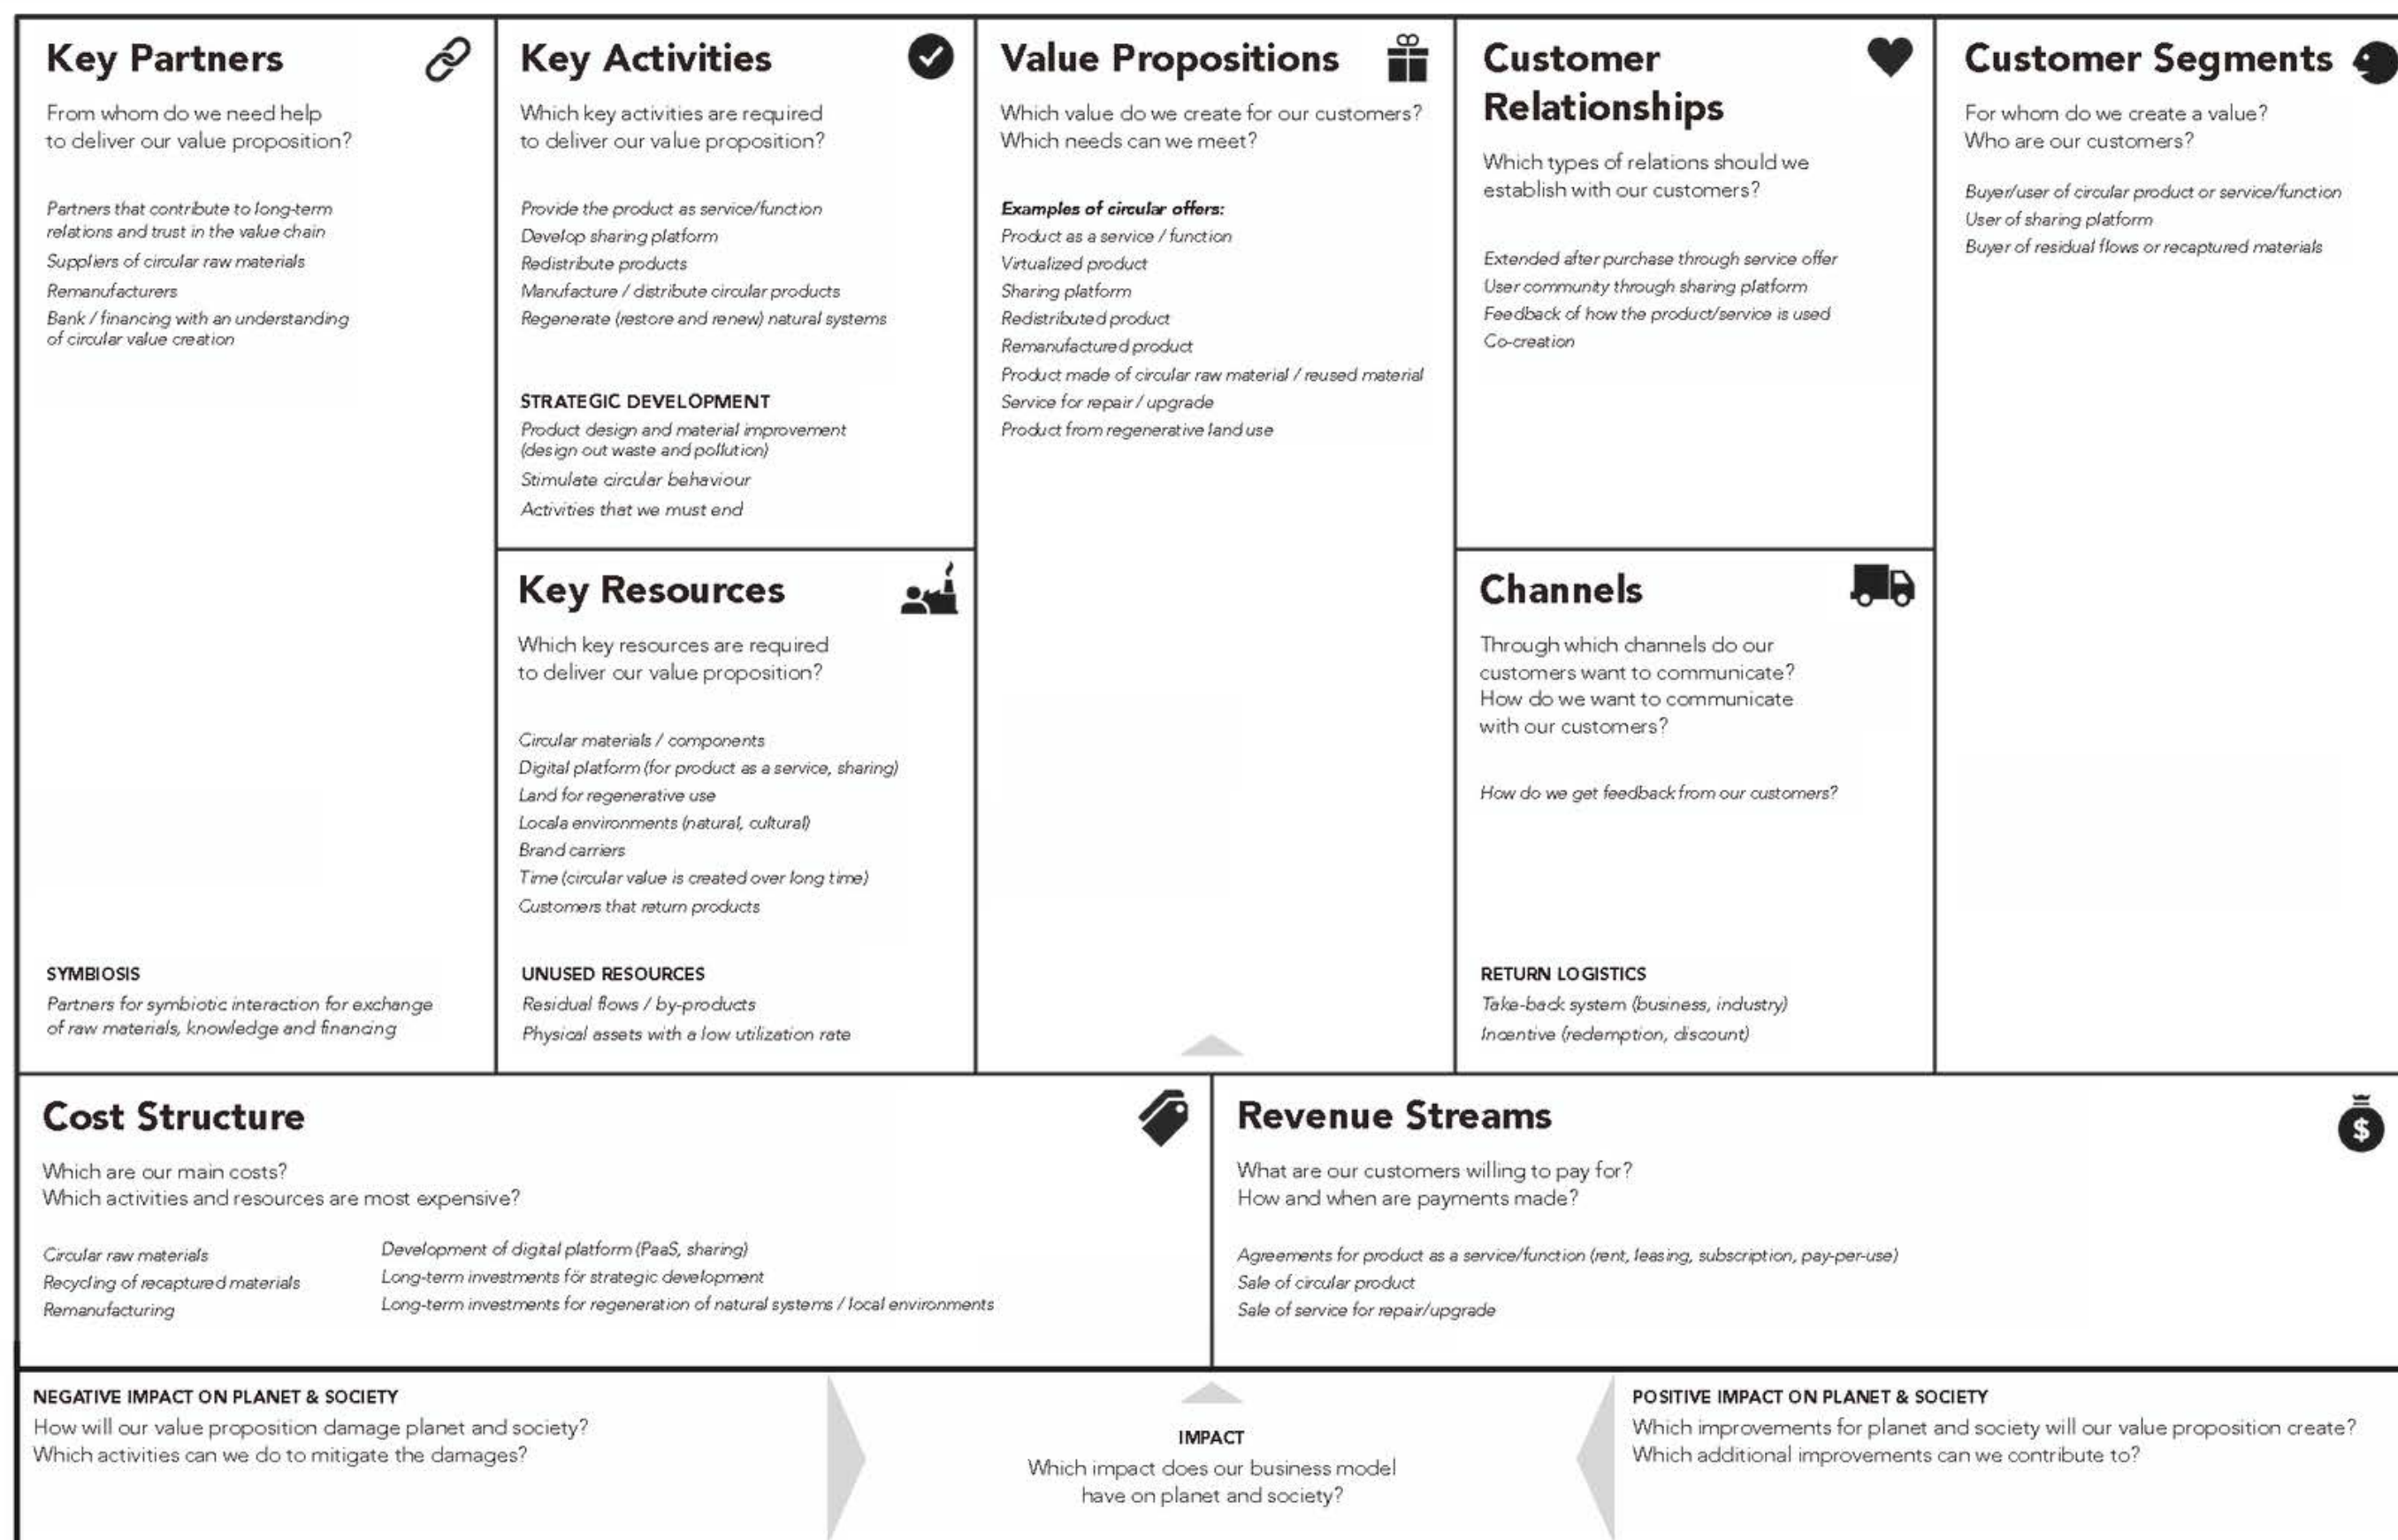 Key Partners
From whom do we need help
to deliver our value proposition?
Partners that contribute to long-term
relations and trust in the value chain
Suppliers of circular raw materials
Remanufacturers
Bank / financing with an understanding
of circular value creation
SYMBIOSIS
Partners for symbiotic interaction for exchange
of raw materials, knowledge and financing
Key Activities
Which key activities are required
to deliver our value proposition?
Provide the product as service/function
Develop sharing platform
Redistribute products
Manufacture / distribute circular products
Regenerate (restore and renew) natural systems
STRATEGIC DEVELOPMENT
Product design and material improvement
(design out waste and pollution)
Stimulate circular behaviour
Activities that we must end
Key Resources
Which key resources are required
to deliver our value proposition?
Circular materials / components
Digital platform (for product as a service, sharing)
Land for regenerative use
Locala environments (natural, cultural)
Brand carriers
Time (circular value is created over long time)
Customers that return products
UNUSED RESOURCES
Residual flows / by-products
Physical assets with a low utilization rate
Value Propositions
Which value do we create for our customers?
Which needs can we meet?
Examples of circular offers:
Product as a service / function
Virtualized product
Sharing platform
Redistributed product
Remanufactured product
Product made of circular raw material / reused material
Service for repair / upgrade
Product from regenerative land use
Customer
Relationships
Which types of relations should we
establish with our customers?
Extended after purchase through service offer
User community through sharing platform
Feedback of how the product/service is used
Co-creation
Channels
Through which channels do our
customers want to communicate?
How do we want to communicate
with our customers?
How do we get feedback from our customers?
RETURN LOGISTICS
Take-back system (business, industry)
Incentive (redemption, discount)
Customer Segments
For whom do we create a value?
Who are our customers?
Buyer/user of circular product or service/function
User of sharing platform
Buyer of residual flows or recaptured materials
Cost Structure
Which are our main costs?
Which activities and resources are most expensive?
Circular raw materials
Recycling of recaptured materials
Remanufacturing
Development of digital platform (PaaS, sharing)
Long-term investments för strategic development
Long-term investments for regeneration of natural systems / local environments
Revenue Streams
$
What are our customers willing to pay for?
How and when are payments made?
Agreements for product as a service/function (rent, leasing, subscription, pay-per-use)
Sale of circular product
Sale of service for repair/upgrade
NEGATIVE IMPACT ON PLANET & SOCIETY
How will our value proposition damage planet and society?
Which activities can we do to mitigate the damages?
IMPACT
Which impact does our business model
have on planet and society?
POSITIVE IMPACT ON PLANET & SOCIETY
Which improvements for planet and society will our value proposition create?
Which additional improvements can we contribute to?